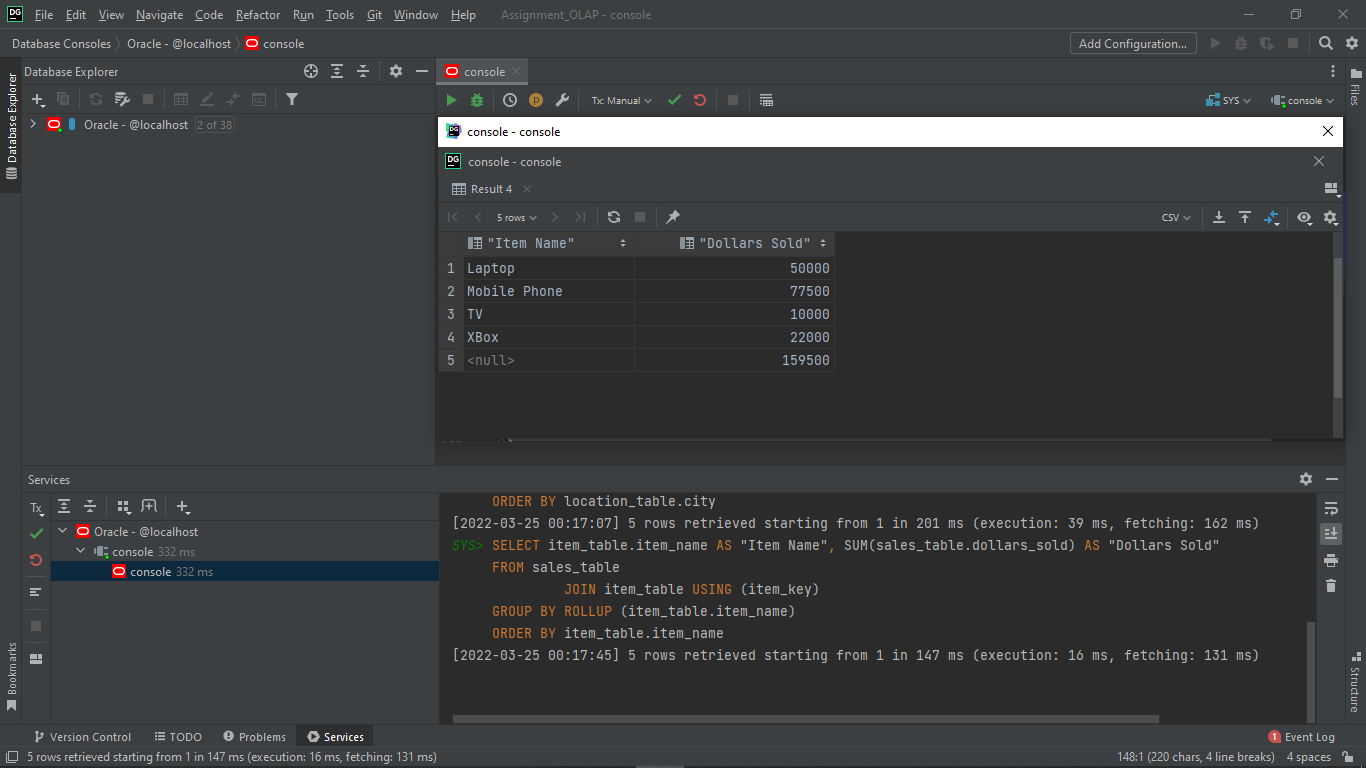 DG File Edit View Navigate Code Refactor Run Tools Git Window Help Assignment_OLAP - console
Database Consoles Oracle - @localhost console Add Configuration...
Database Explorer
console
Tx: Manual
SYS console
Oracle - @localhost 2 of 38
Database Explorer
Files
DG console - console
DG console - console
Result 4
5 rows CSV
"Item Name" "Dollars Sold"
1 Laptop 50000
2 Mobile Phone 77500
3 TV 10000
4 XBox 22000
5 <null> 159500
Services
Tx
Oracle - @localhost
console 332 ms
console 332 ms
ORDER BY location_table.city
[2022-03-25 00:17:07] 5 rows retrieved starting from 1 in 201 ms (execution: 39 ms, fetching: 162 ms)
SYS> SELECT item_table.item_name AS "Item Name", SUM(sales_table.dollars_sold) AS "Dollars Sold"
FROM sales_table
JOIN item_table USING (item_key)
GROUP BY ROLLUP (item_table.item_name)
ORDER BY item_table.item_name
[2022-03-25 00:17:45] 5 rows retrieved starting from 1 in 147 ms (execution: 16 ms, fetching: 131 ms)
Bookmarks
Structure
Version Control TODO Problems Services 1 Event Log
5 rows retrieved starting from 1 in 147 ms (execution: 16 ms, fetching: 131 ms) 148:1 (220 chars, 4 line breaks) 4 spaces